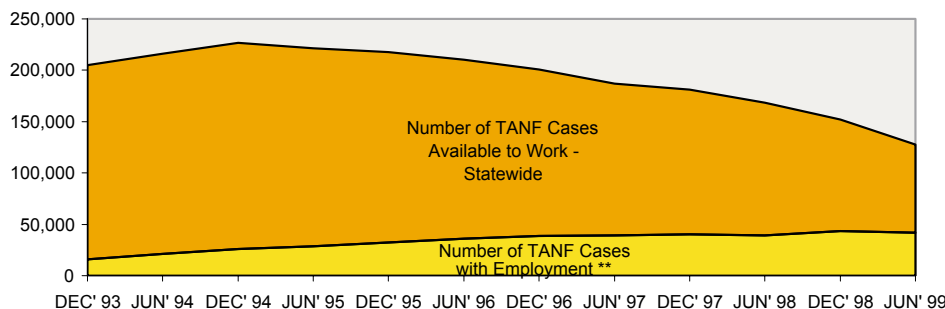 250,000
200,000
150,000
100,000
50,000
0
Number of TANF Cases
Available to Work -
Statewide
Number of TANF Cases
with Employment **
DEC' 93 JUN' 94 DEC' 94 JUN' 95 DEC' 95 JUN' 96 DEC' 96 JUN' 97 DEC' 97 JUN' 98 DEC' 98 JUN' 99